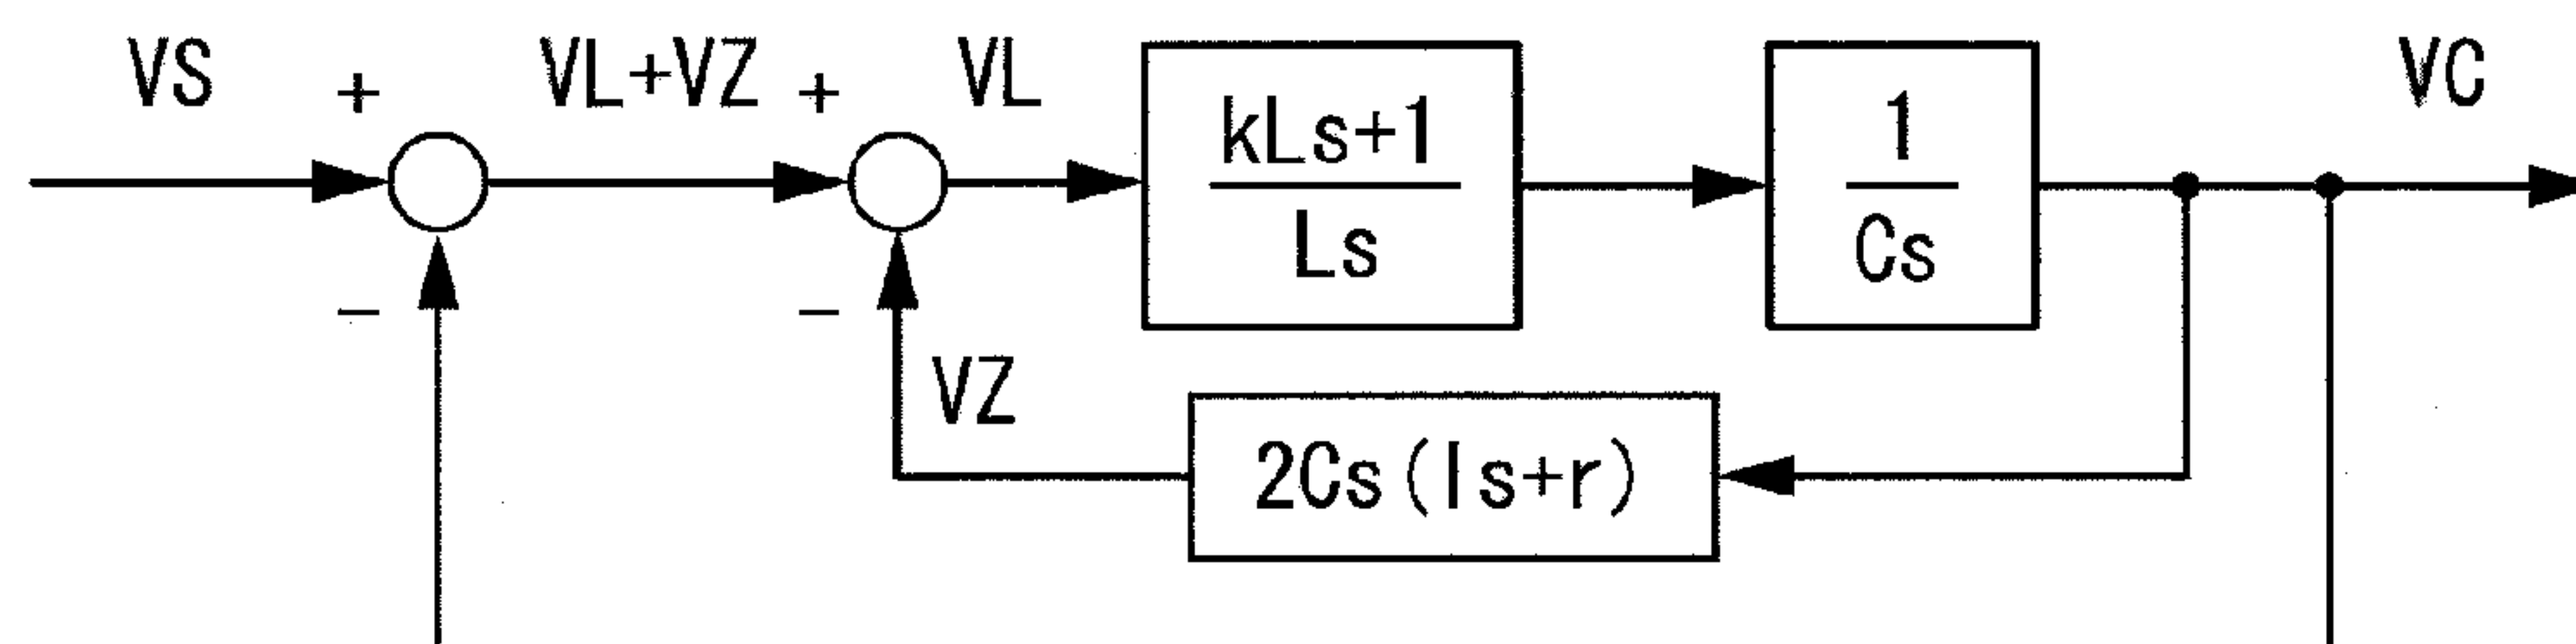 VS
+
VL+VZ
+
VL
kLs+1
Ls
1
Cs
VC
−
−
VZ
2Cs(ls+r)